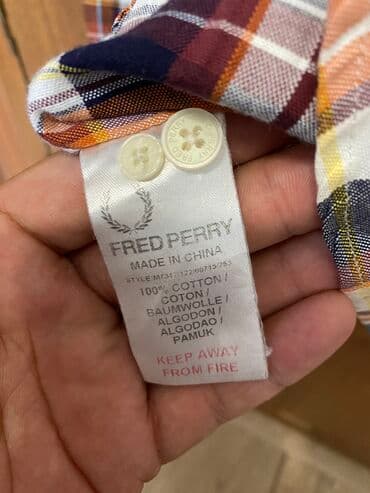 FRED PERRY
MADE IN CHINA
100% COTTON/
COTON/
BAUMWOLLE/
ALGODON/
ALGODAO/
PAMUK
KEEP AWAY
FROM FIRE